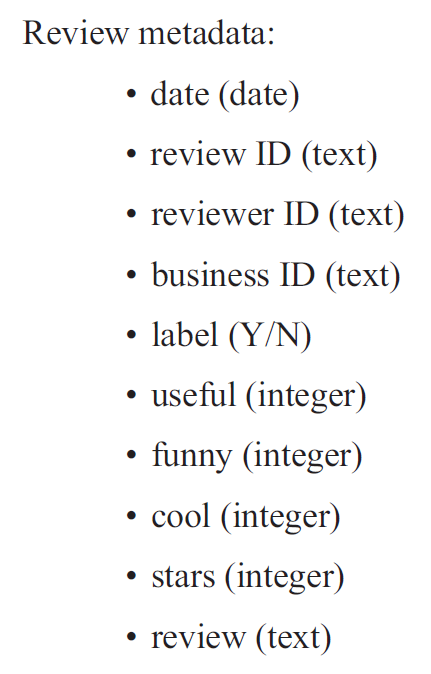 Review metadata:
• date (date)
• review ID (text)
• reviewer ID (text)
• business ID (text)
• label (Y/N)
• useful (integer)
• funny (integer)
• cool (integer)
• stars (integer)
• review (text)